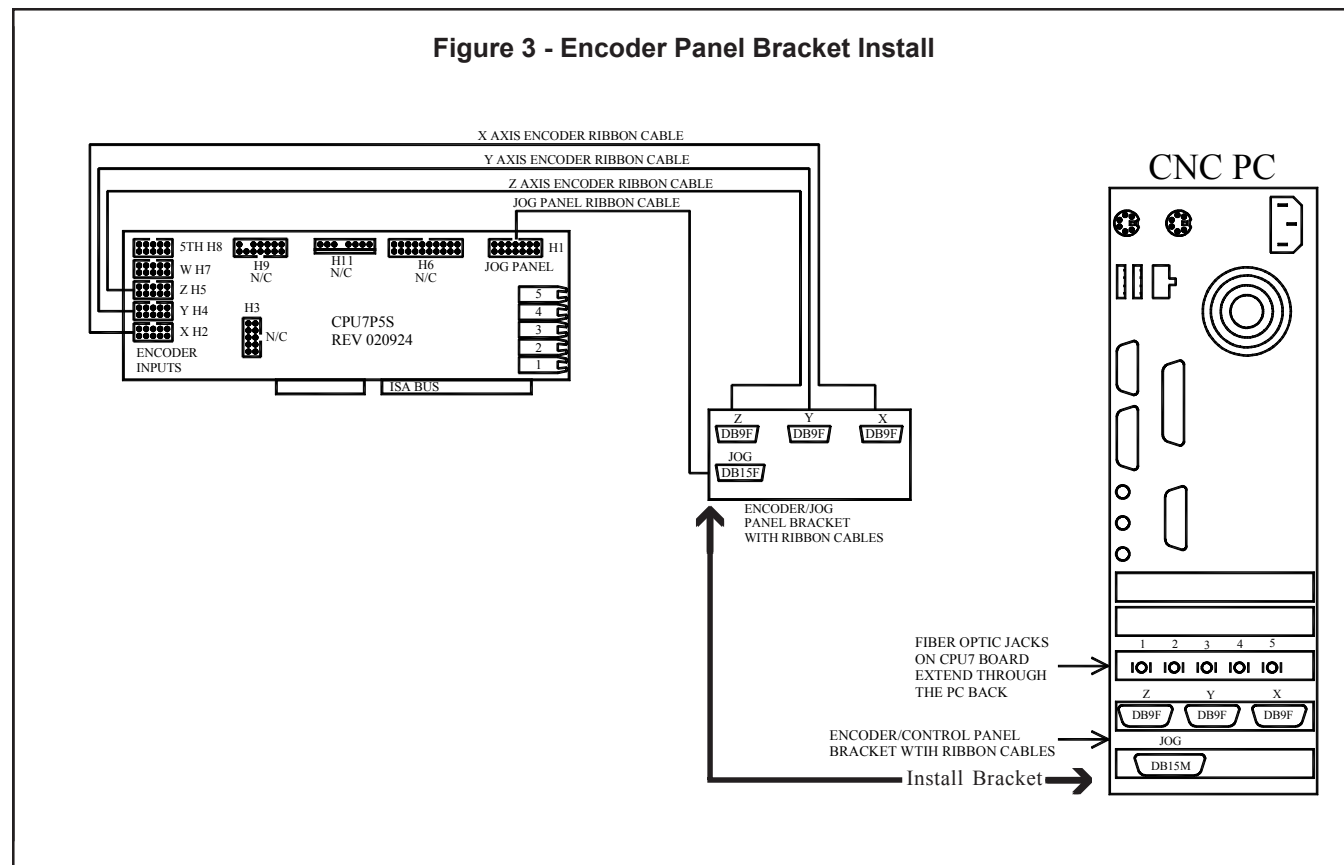 Figure 3 - Encoder Panel Bracket Install
X AXIS ENCODER RIBBON CABLE
Y AXIS ENCODER RIBBON CABLE
Z AXIS ENCODER RIBBON CABLE
JOG PANEL RIBBON CABLE
5TH H8
W H7
Z H5
Y H4
X H2
ENCODER
INPUTS
H9
N/C
H11
N/C
H6
N/C
H1
JOG PANEL
H3
N/C
CPU7P5S
REV 020924
5
4
3
2
1
ISA BUS
Z
Y
X
DB9F
DB9F
DB9F
JOG
DB15F
ENCODER/JOG
PANEL BRACKET
WITH RIBBON CABLES
CNC PC
FIBER OPTIC JACKS
ON CPU7 BOARD
EXTEND THROUGH
THE PC BACK
1 2 3 4 5
Z
Y
X
DB9F
DB9F
DB9F
ENCODER/CONTROL PANEL
BRACKET WTIH RIBBON CABLES
JOG
DB15M
Install Bracket